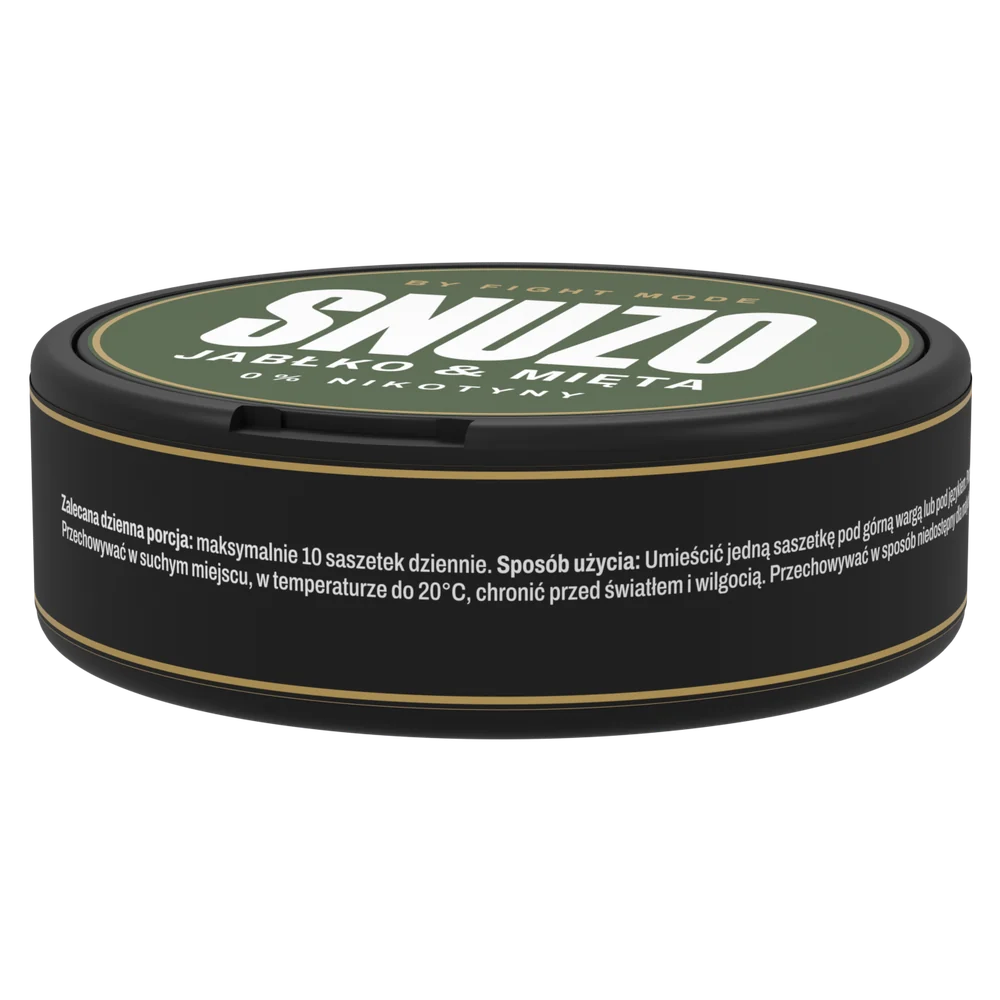 BY FIGHT MODE
SNUZO
JABŁKO & MIĘTA
0% NIKOTYNY
Zalecana dzienna porcja: maksymalnie 10 saszetek dziennie. Sposób użycia: Umieścić jedną saszetkę pod górną wargą lub pod językiem
Przechowywać w suchym miejscu, w temperaturze do 20°C, chronić przed światłem i wilgocią. Przechowywać w sposób niedostępny dla